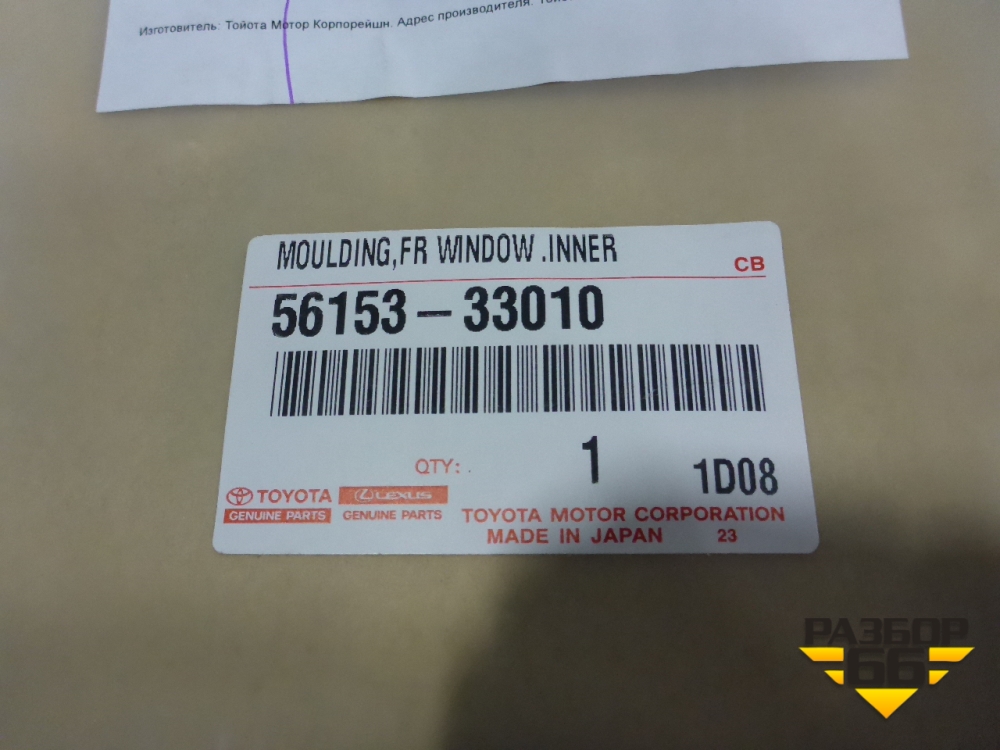 Изготовитель: Тойота Мотор Корпорейшн. Адрес производителя:
MOULDING,FR WINDOW .INNER
CB
56153-33010
QTY: 1 1D08
TOYOTA LEXUS
GENUINE PARTS GENUINE PARTS
TOYOTA MOTOR CORPORATION
MADE IN JAPAN 23
РАЗБОР
66